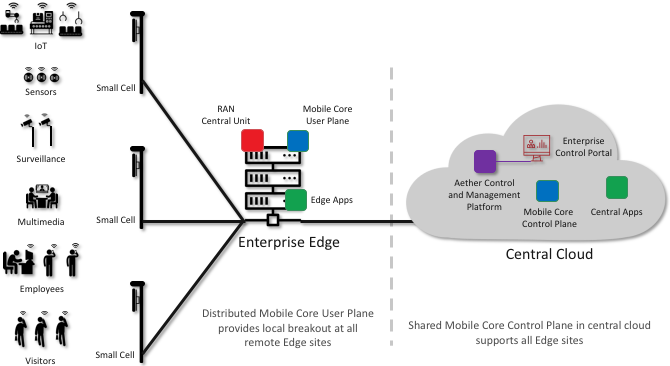 IoT
Sensors
Surveillance
Multimedia
Employees
Visitors
Small Cell
Small Cell
Small Cell
RAN
Central Unit
Mobile Core
User Plane
Edge Apps
Enterprise Edge
Distributed Mobile Core User Plane
provides local breakout at all
remote Edge sites
Enterprise
Control Portal
Aether Control
and Management
Platform
Mobile Core
Control Plane
Central Apps
Central Cloud
Shared Mobile Core Control Plane in central cloud
supports all Edge sites